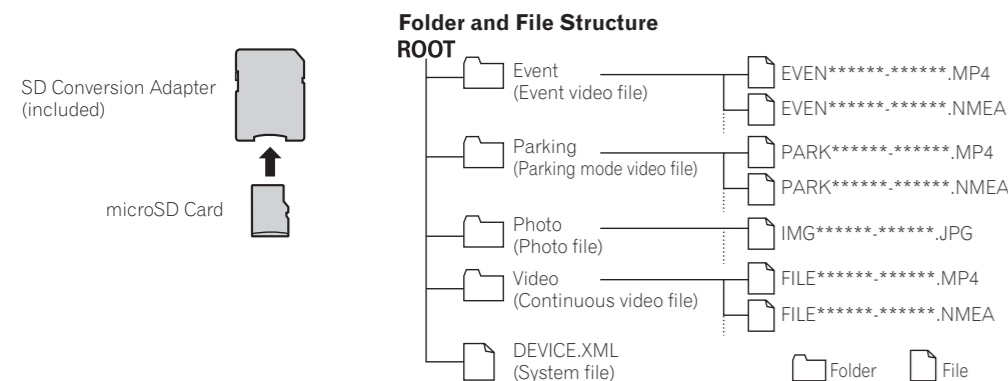 Folder and File Structure
ROOT
SD Conversion Adapter
(included)
microSD Card
Event
(Event video file)
EVEN******-******.MP4
EVEN******-******.NMEA
Parking
(Parking mode video file)
PARK******-******.MP4
PARK******-******.NMEA
Photo
(Photo file)
IMG******-******.JPG
Video
(Continuous video file)
FILE******-******.MP4
FILE******-******.NMEA
DEVICE.XML
(System file)
Folder
File